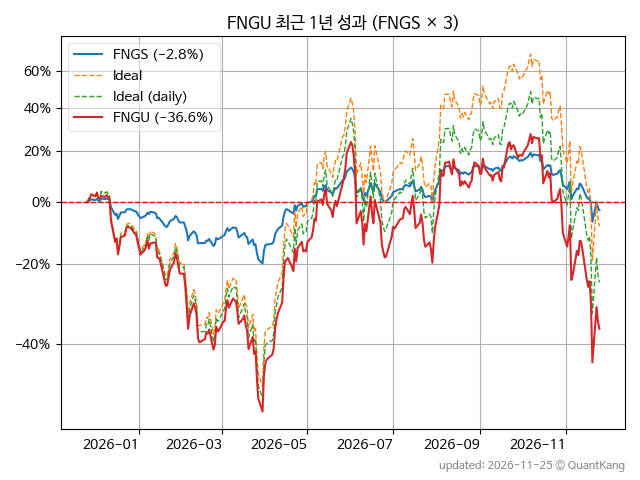 FNGU 최근 1년 성과 (FNGS × 3)
FNGS (−2.8%)
Ideal
Ideal (daily)
FNGU (−36.6%)
60%
40%
20%
0%
−20%
−40%
2026-01
2026-03
2026-05
2026-07
2026-09
2026-11
updated: 2026-11-25 © QuantKang